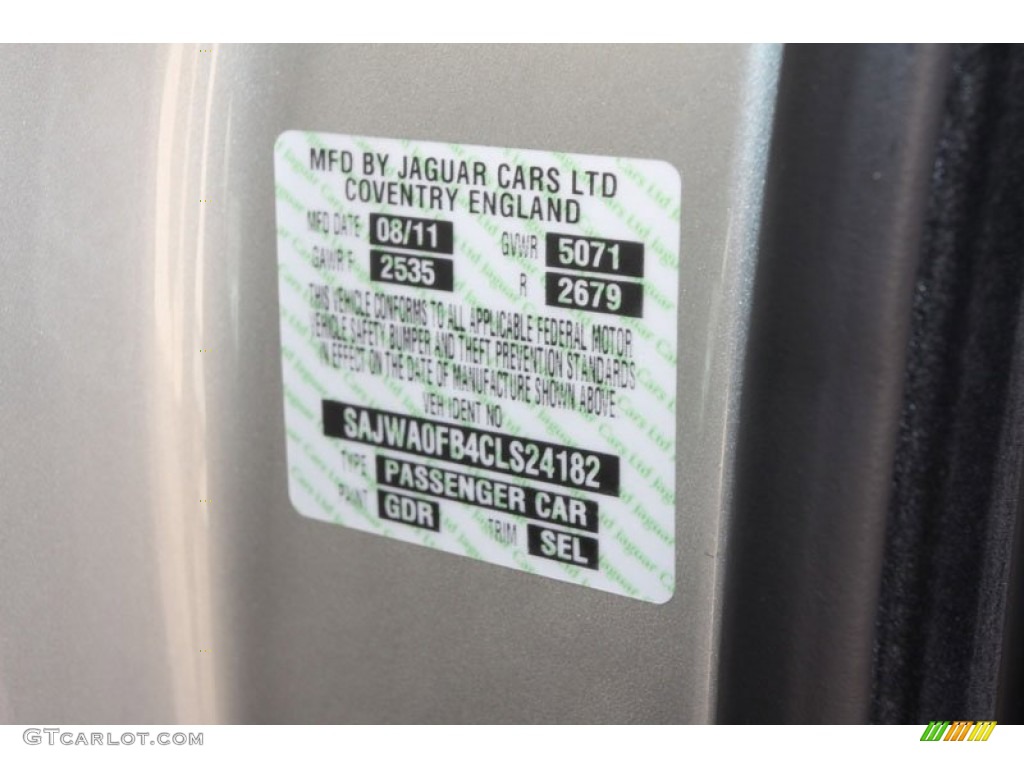 MFD BY JAGUAR CARS LTD
COVENTRY ENGLAND
MFD DATE 08/11 GVWR 5071
GAWR F 2535 R 2679
THIS VEHICLE CONFORMS TO ALL APPLICABLE FEDERAL MOTOR
VEHICLE SAFETY BUMPER AND THEFT PREVENTION STANDARDS
IN EFFECT ON THE DATE OF MANUFACTURE SHOWN ABOVE
VEH IDENT NO
SAJWA0FB4CLS24182
TYPE PASSENGER CAR
PAINT GDR TRIM SEL
GTCarlot.com